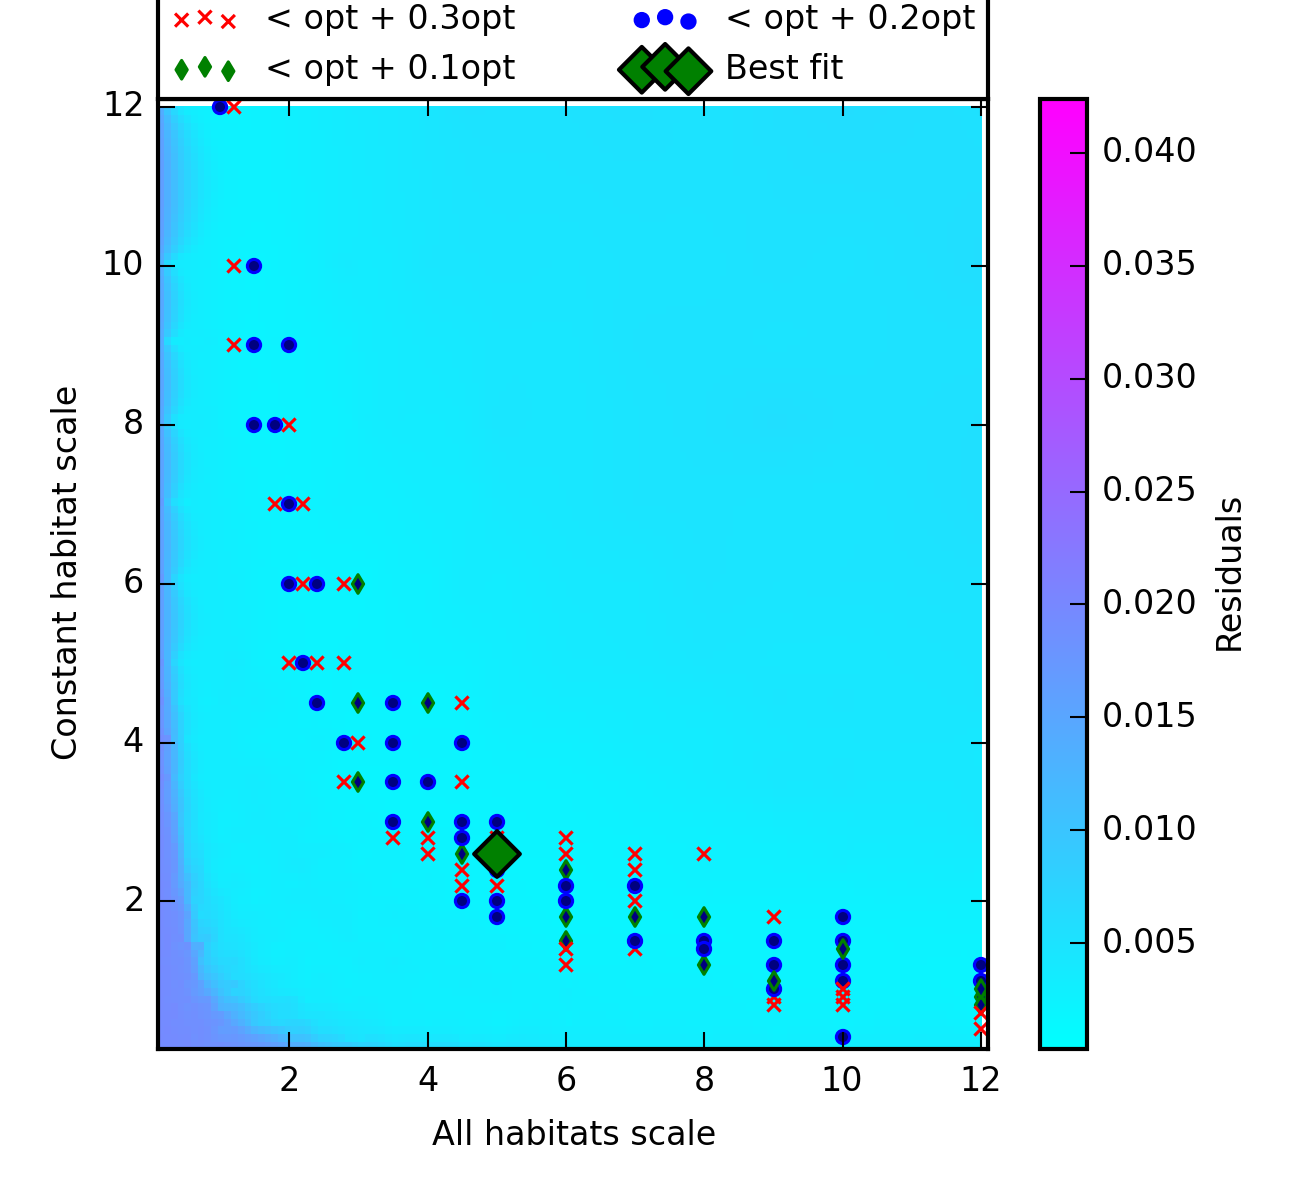 < opt + 0.3opt
< opt + 0.2opt
< opt + 0.1opt
Best fit
12
10
8
6
4
2
Constant habitat scale
2 4 6 8 10 12
All habitats scale
0.040
0.035
0.030
0.025
0.020
0.015
0.010
0.005
Residuals